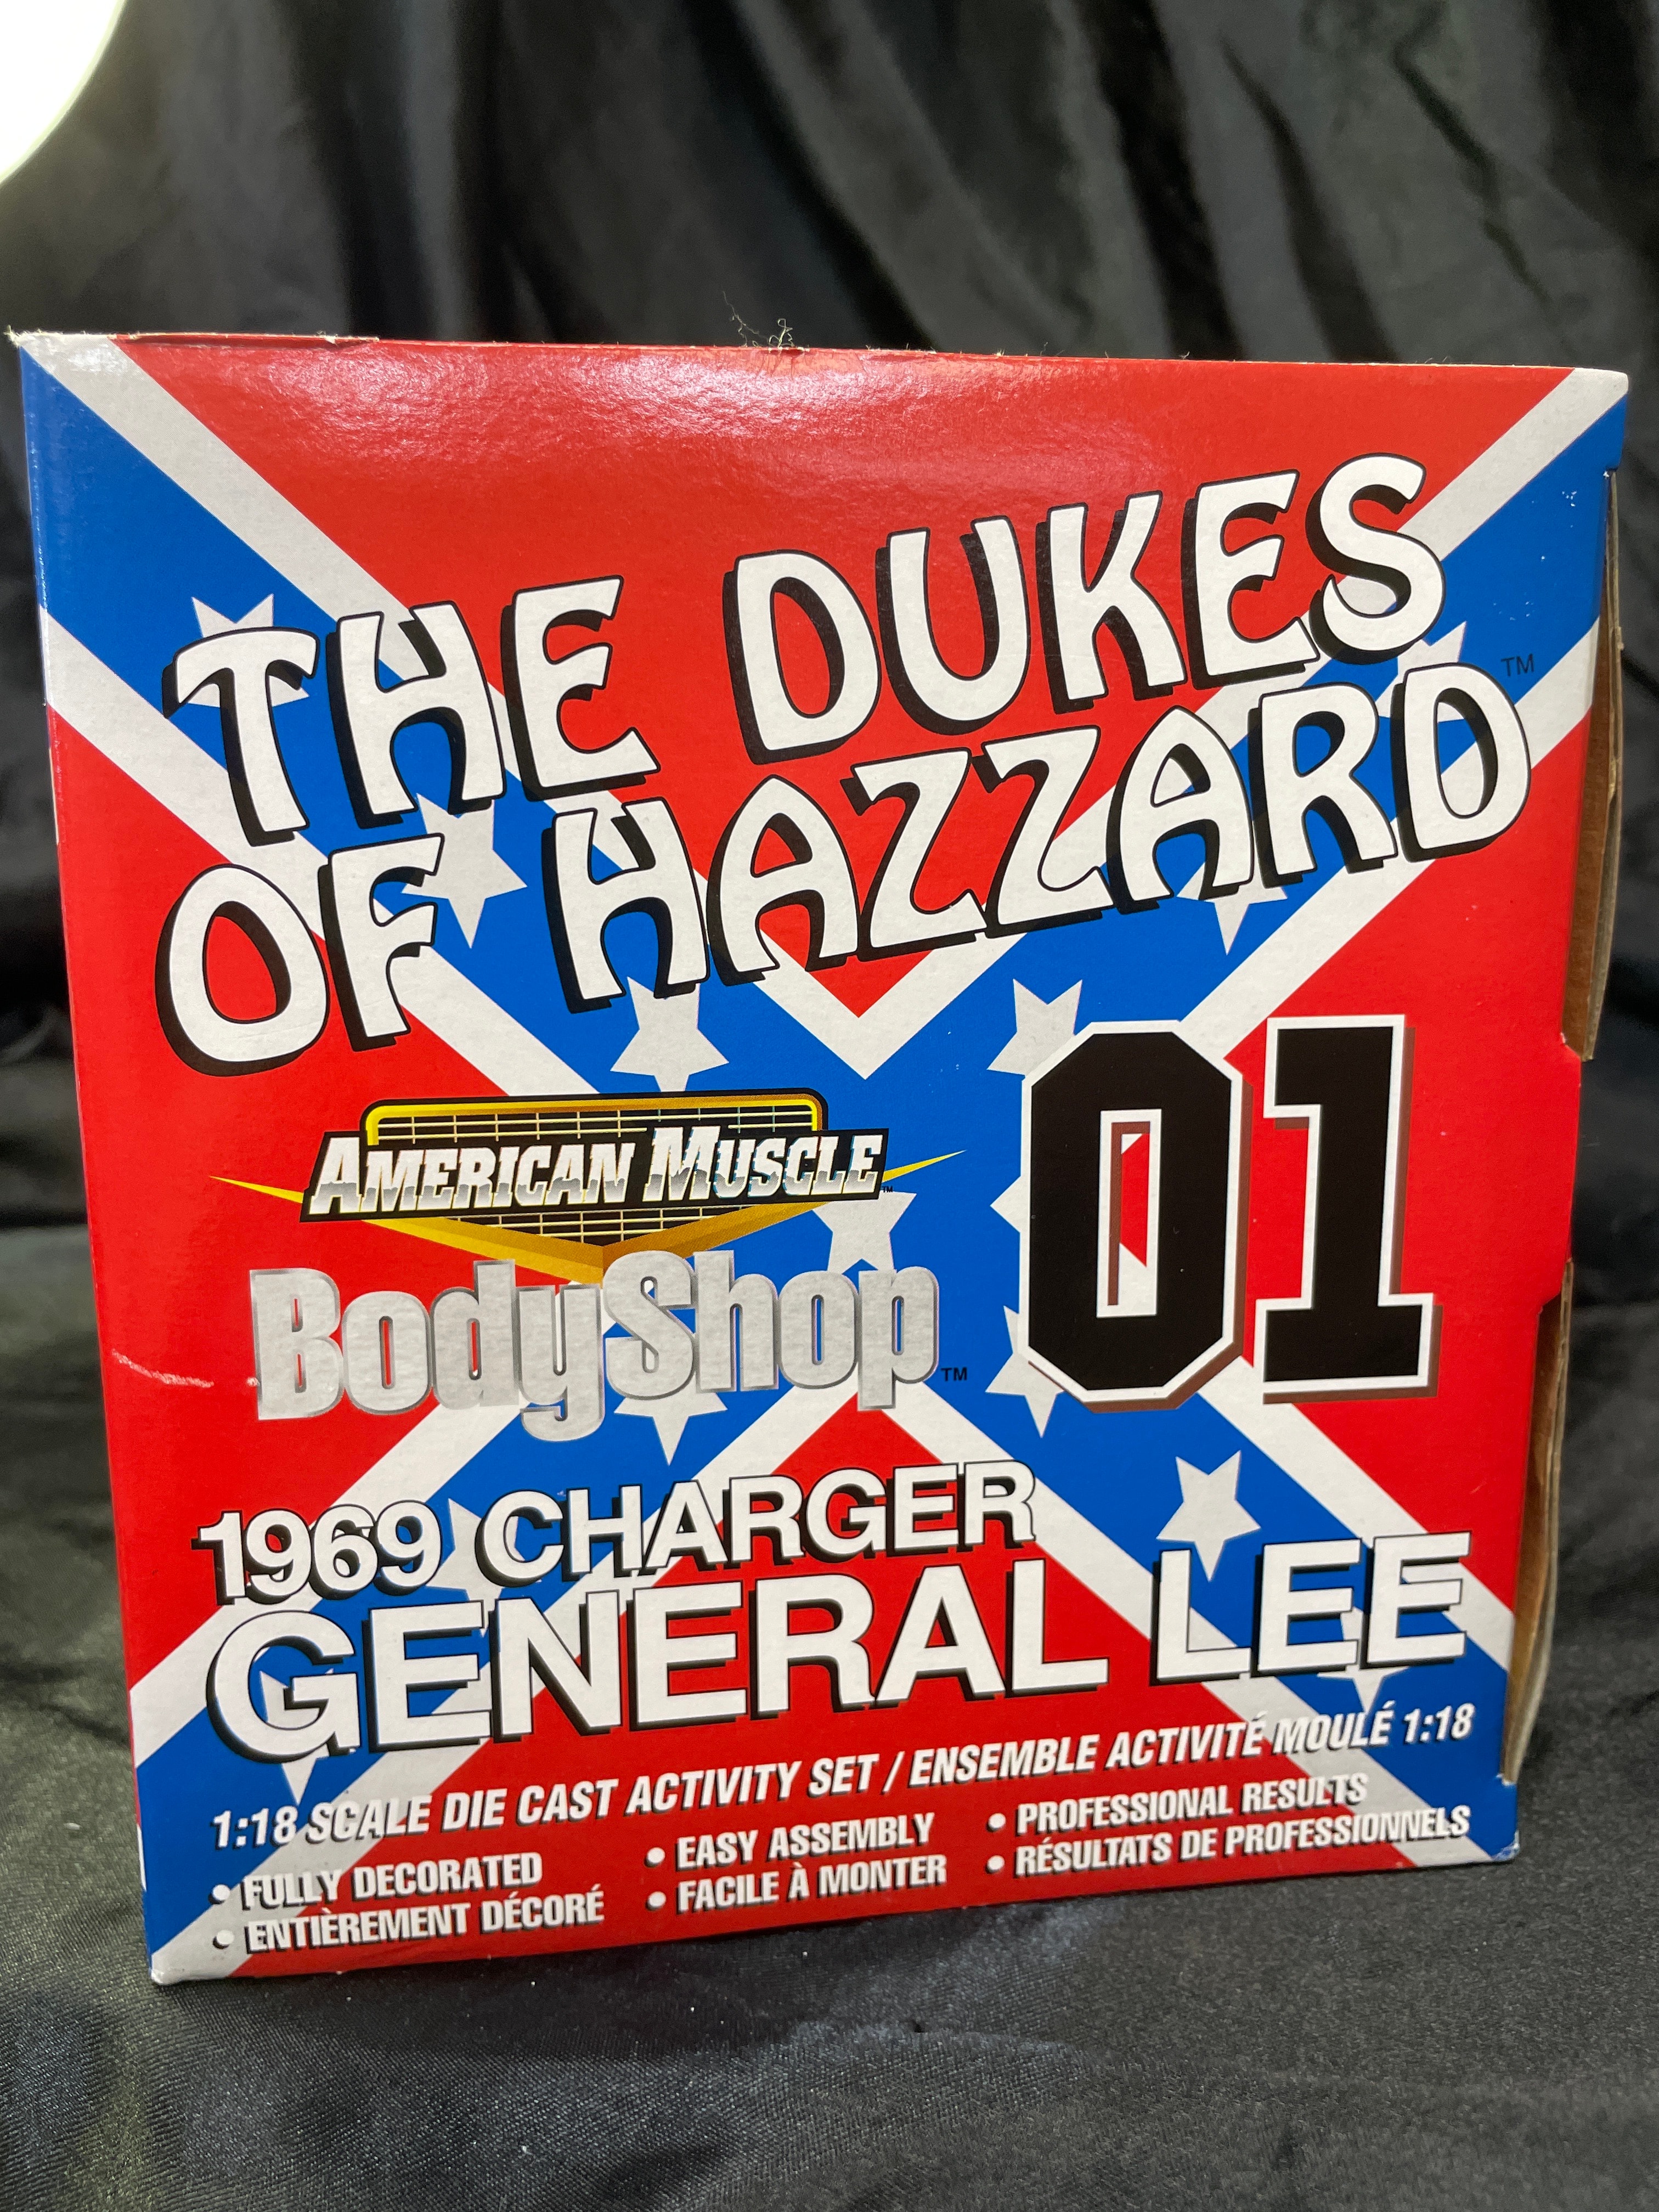 THE DUKES
OF HAZZARD™
AMERICAN MUSCLE™
BodyShop™
01
1969 CHARGER
GENERAL LEE
1:18 SCALE DIE CAST ACTIVITY SET / ENSEMBLE ACTIVITÉ MOULÉ 1:18
• FULLY DECORATED
• ENTIÈREMENT DÉCORÉ
• EASY ASSEMBLY
• FACILE À MONTER
• PROFESSIONAL RESULTS
• RÉSULTATS DE PROFESSIONNELS